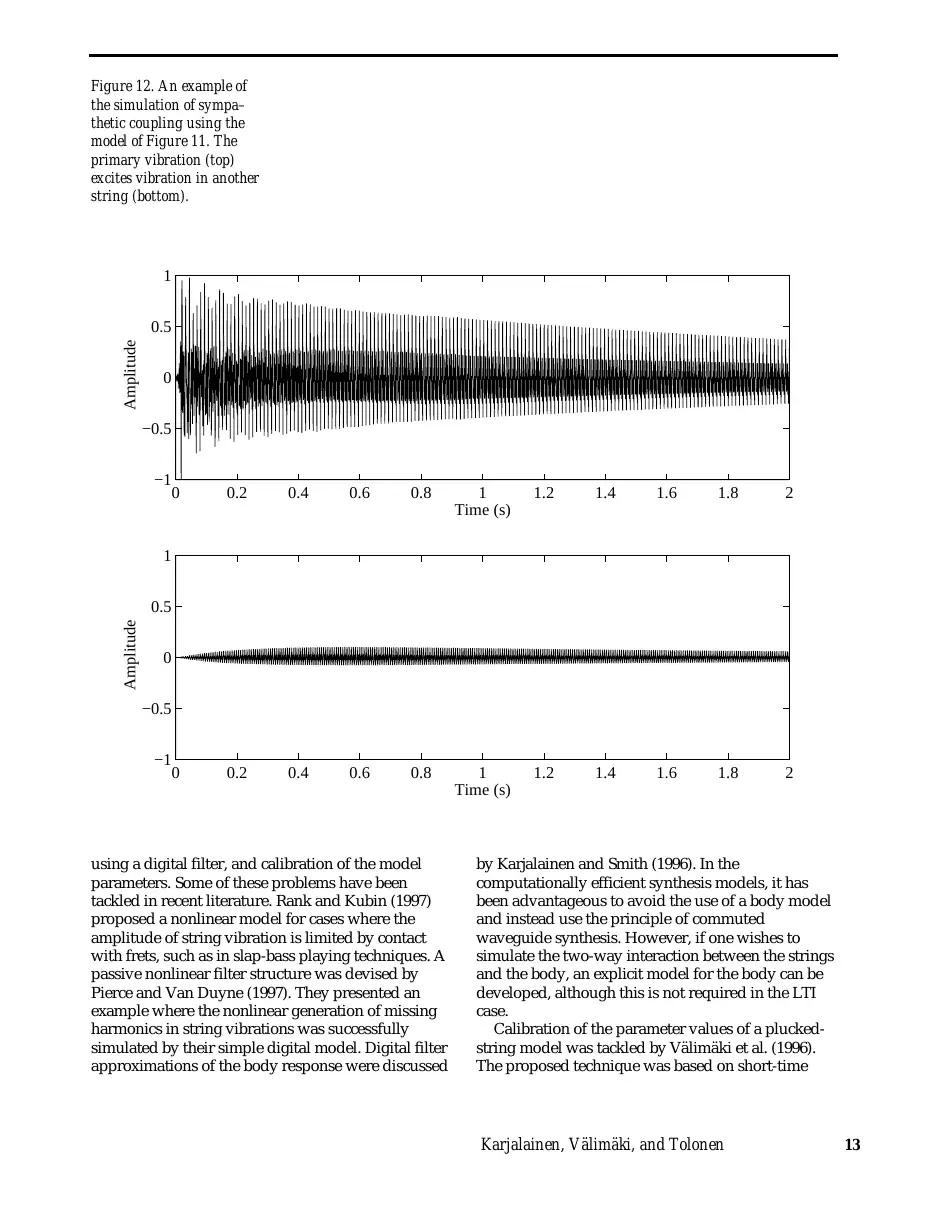 Figure 12. An example of
the simulation of sympa–
thetic coupling using the
model of Figure 11. The
primary vibration (top)
excites vibration in another
string (bottom).
1
0.5
0
−0.5
−1
Amplitude
0 0.2 0.4 0.6 0.8 1 1.2 1.4 1.6 1.8 2
Time (s)
1
0.5
0
−0.5
−1
Amplitude
0 0.2 0.4 0.6 0.8 1 1.2 1.4 1.6 1.8 2
Time (s)
using a digital filter, and calibration of the model
parameters. Some of these problems have been
tackled in recent literature. Rank and Kubin (1997)
proposed a nonlinear model for cases where the
amplitude of string vibration is limited by contact
with frets, such as in slap-bass playing techniques. A
passive nonlinear filter structure was devised by
Pierce and Van Duyne (1997). They presented an
example where the nonlinear generation of missing
harmonics in string vibrations was successfully
simulated by their simple digital model. Digital filter
approximations of the body response were discussed
by Karjalainen and Smith (1996). In the
computationally efficient synthesis models, it has
been advantageous to avoid the use of a body model
and instead use the principle of commuted
waveguide synthesis. However, if one wishes to
simulate the two-way interaction between the strings
and the body, an explicit model for the body can be
developed, although this is not required in the LTI
case.
Calibration of the parameter values of a plucked-
string model was tackled by Välimäki et al. (1996).
The proposed technique was based on short-time
Karjalainen, Välimäki, and Tolonen 13